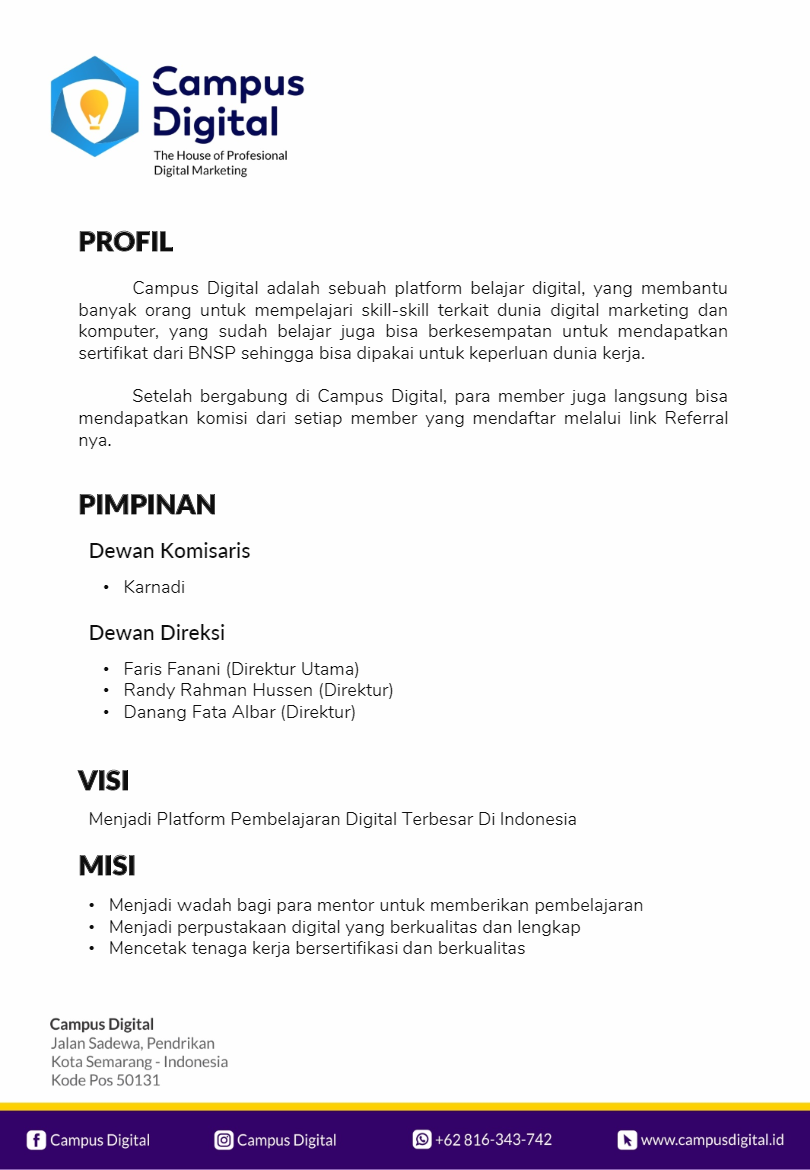 Campus
Digital
The House of Profesional
Digital Marketing
PROFIL
Campus Digital adalah sebuah platform belajar digital, yang membantu
banyak orang untuk mempelajari skill-skill terkait dunia digital marketing dan
komputer, yang sudah belajar juga bisa berkesempatan untuk mendapatkan
sertifikat dari BNSP sehingga bisa dipakai untuk keperluan dunia kerja.
Setelah bergabung di Campus Digital, para member juga langsung bisa
mendapatkan komisi dari setiap member yang mendaftar melalui link Referral
nya.
PIMPINAN
Dewan Komisaris
• Karnadi
Dewan Direksi
• Faris Fanani (Direktur Utama)
• Randy Rahman Hussen (Direktur)
• Danang Fata Albar (Direktur)
VISI
Menjadi Platform Pembelajaran Digital Terbesar Di Indonesia
MISI
• Menjadi wadah bagi para mentor untuk memberikan pembelajaran
• Menjadi perpustakaan digital yang berkualitas dan lengkap
• Mencetak tenaga kerja bersertifikasi dan berkualitas
Campus Digital
Jalan Sadewa, Pendrikan
Kota Semarang - Indonesia
Kode Pos 50131
Campus Digital
Campus Digital
+62 816-343-742
www.campusdigital.id